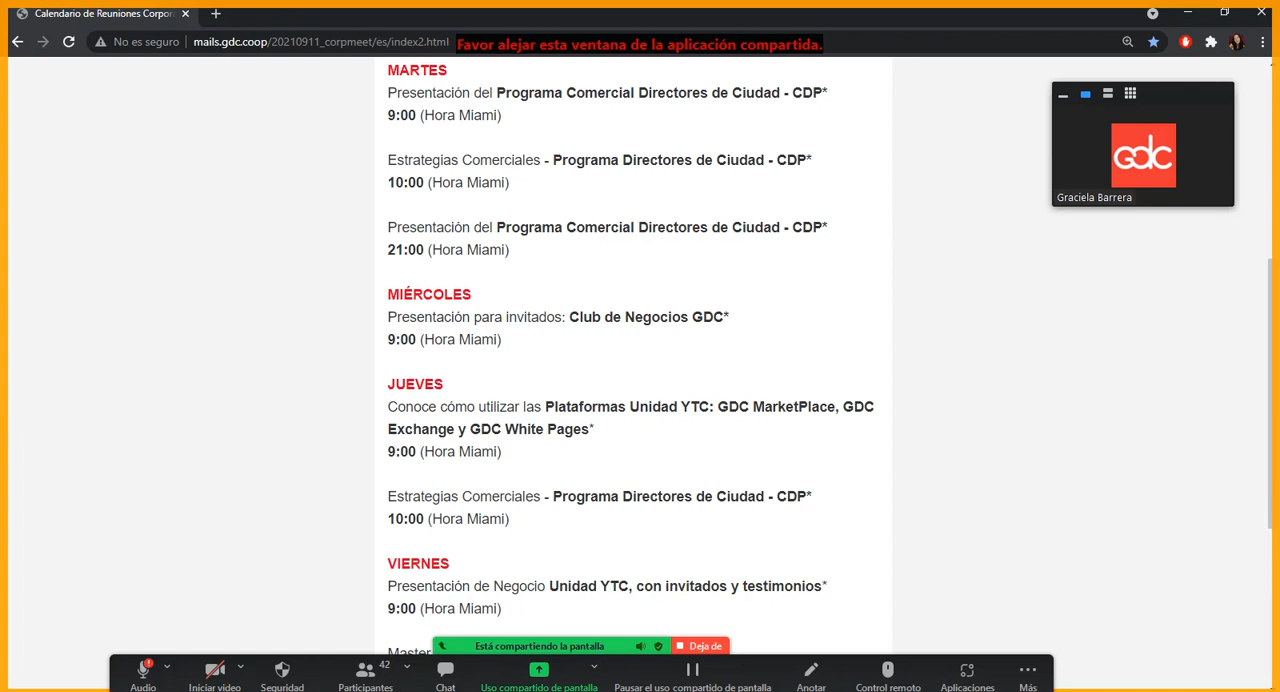 Calendario de Reuniones Corpor
No es seguro | mails.gdc.coop/20210911_corpmeet/es/index2.html
Favor alejar esta ventana de la aplicación compartida.
MARTES
Presentación del Programa Comercial Directores de Ciudad - CDP*
9:00 (Hora Miami)
Estrategias Comerciales - Programa Directores de Ciudad - CDP*
10:00 (Hora Miami)
Presentación del Programa Comercial Directores de Ciudad - CDP*
21:00 (Hora Miami)
MIÉRCOLES
Presentación para invitados: Club de Negocios GDC*
9:00 (Hora Miami)
JUEVES
Conoce cómo utilizar las Plataformas Unidad YTC: GDC MarketPlace, GDC
Exchange y GDC White Pages*
9:00 (Hora Miami)
Estrategias Comerciales - Programa Directores de Ciudad - CDP*
10:00 (Hora Miami)
VIERNES
Presentación de Negocio Unidad YTC, con invitados y testimonios*
9:00 (Hora Miami)
Master
gdc
Graciela Barrera
Está compartiendo la pantalla
Deja de
42
Audio
Iniciar video
Seguridad
Participantes
Chat
Uso compartido de pantalla
Pausar el uso compartido de pantalla
Anotar
Control remoto
Aplicaciones
Más